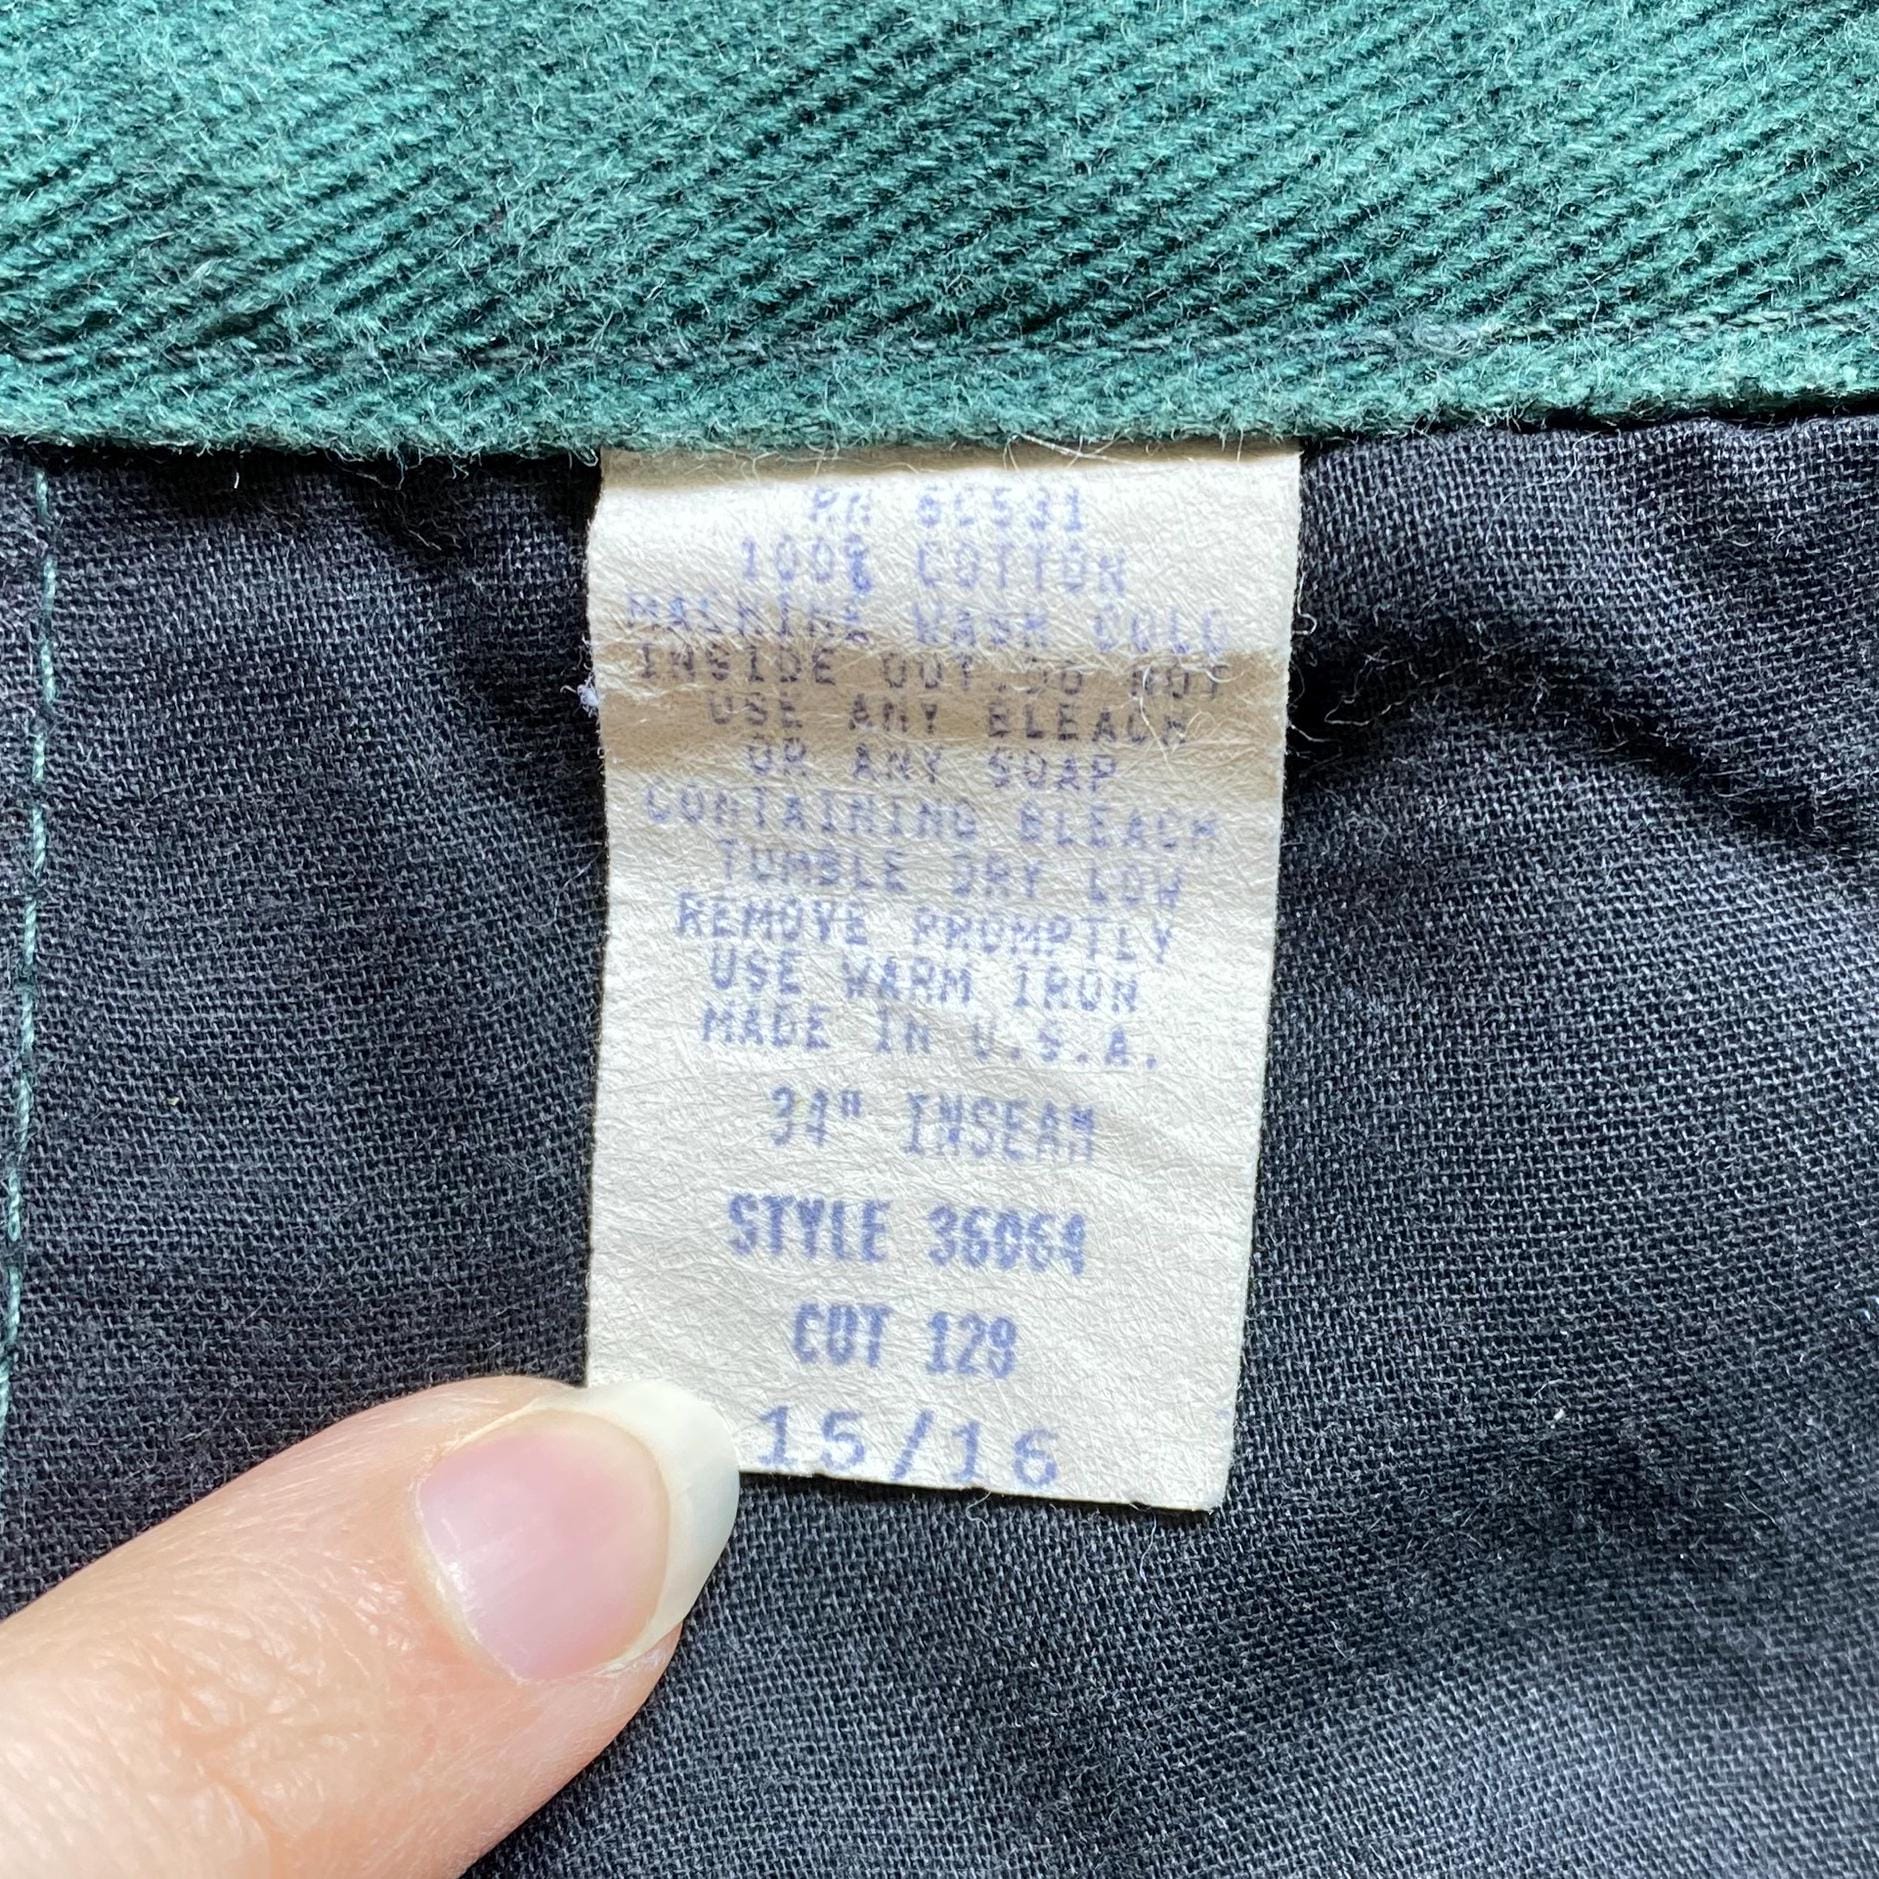 RN 60531
100% COTTON
MACHINE WASH COLD
INSIDE OUT.DO NOT
USE ANY BLEACH
OR ANY SOAP
CONTAINING BLEACH
TUMBLE DRY LOW
REMOVE PROMPTLY
USE WARM IRON
MADE IN U.S.A.
34" INSEAM
STYLE 36064
CUT 129
15/16